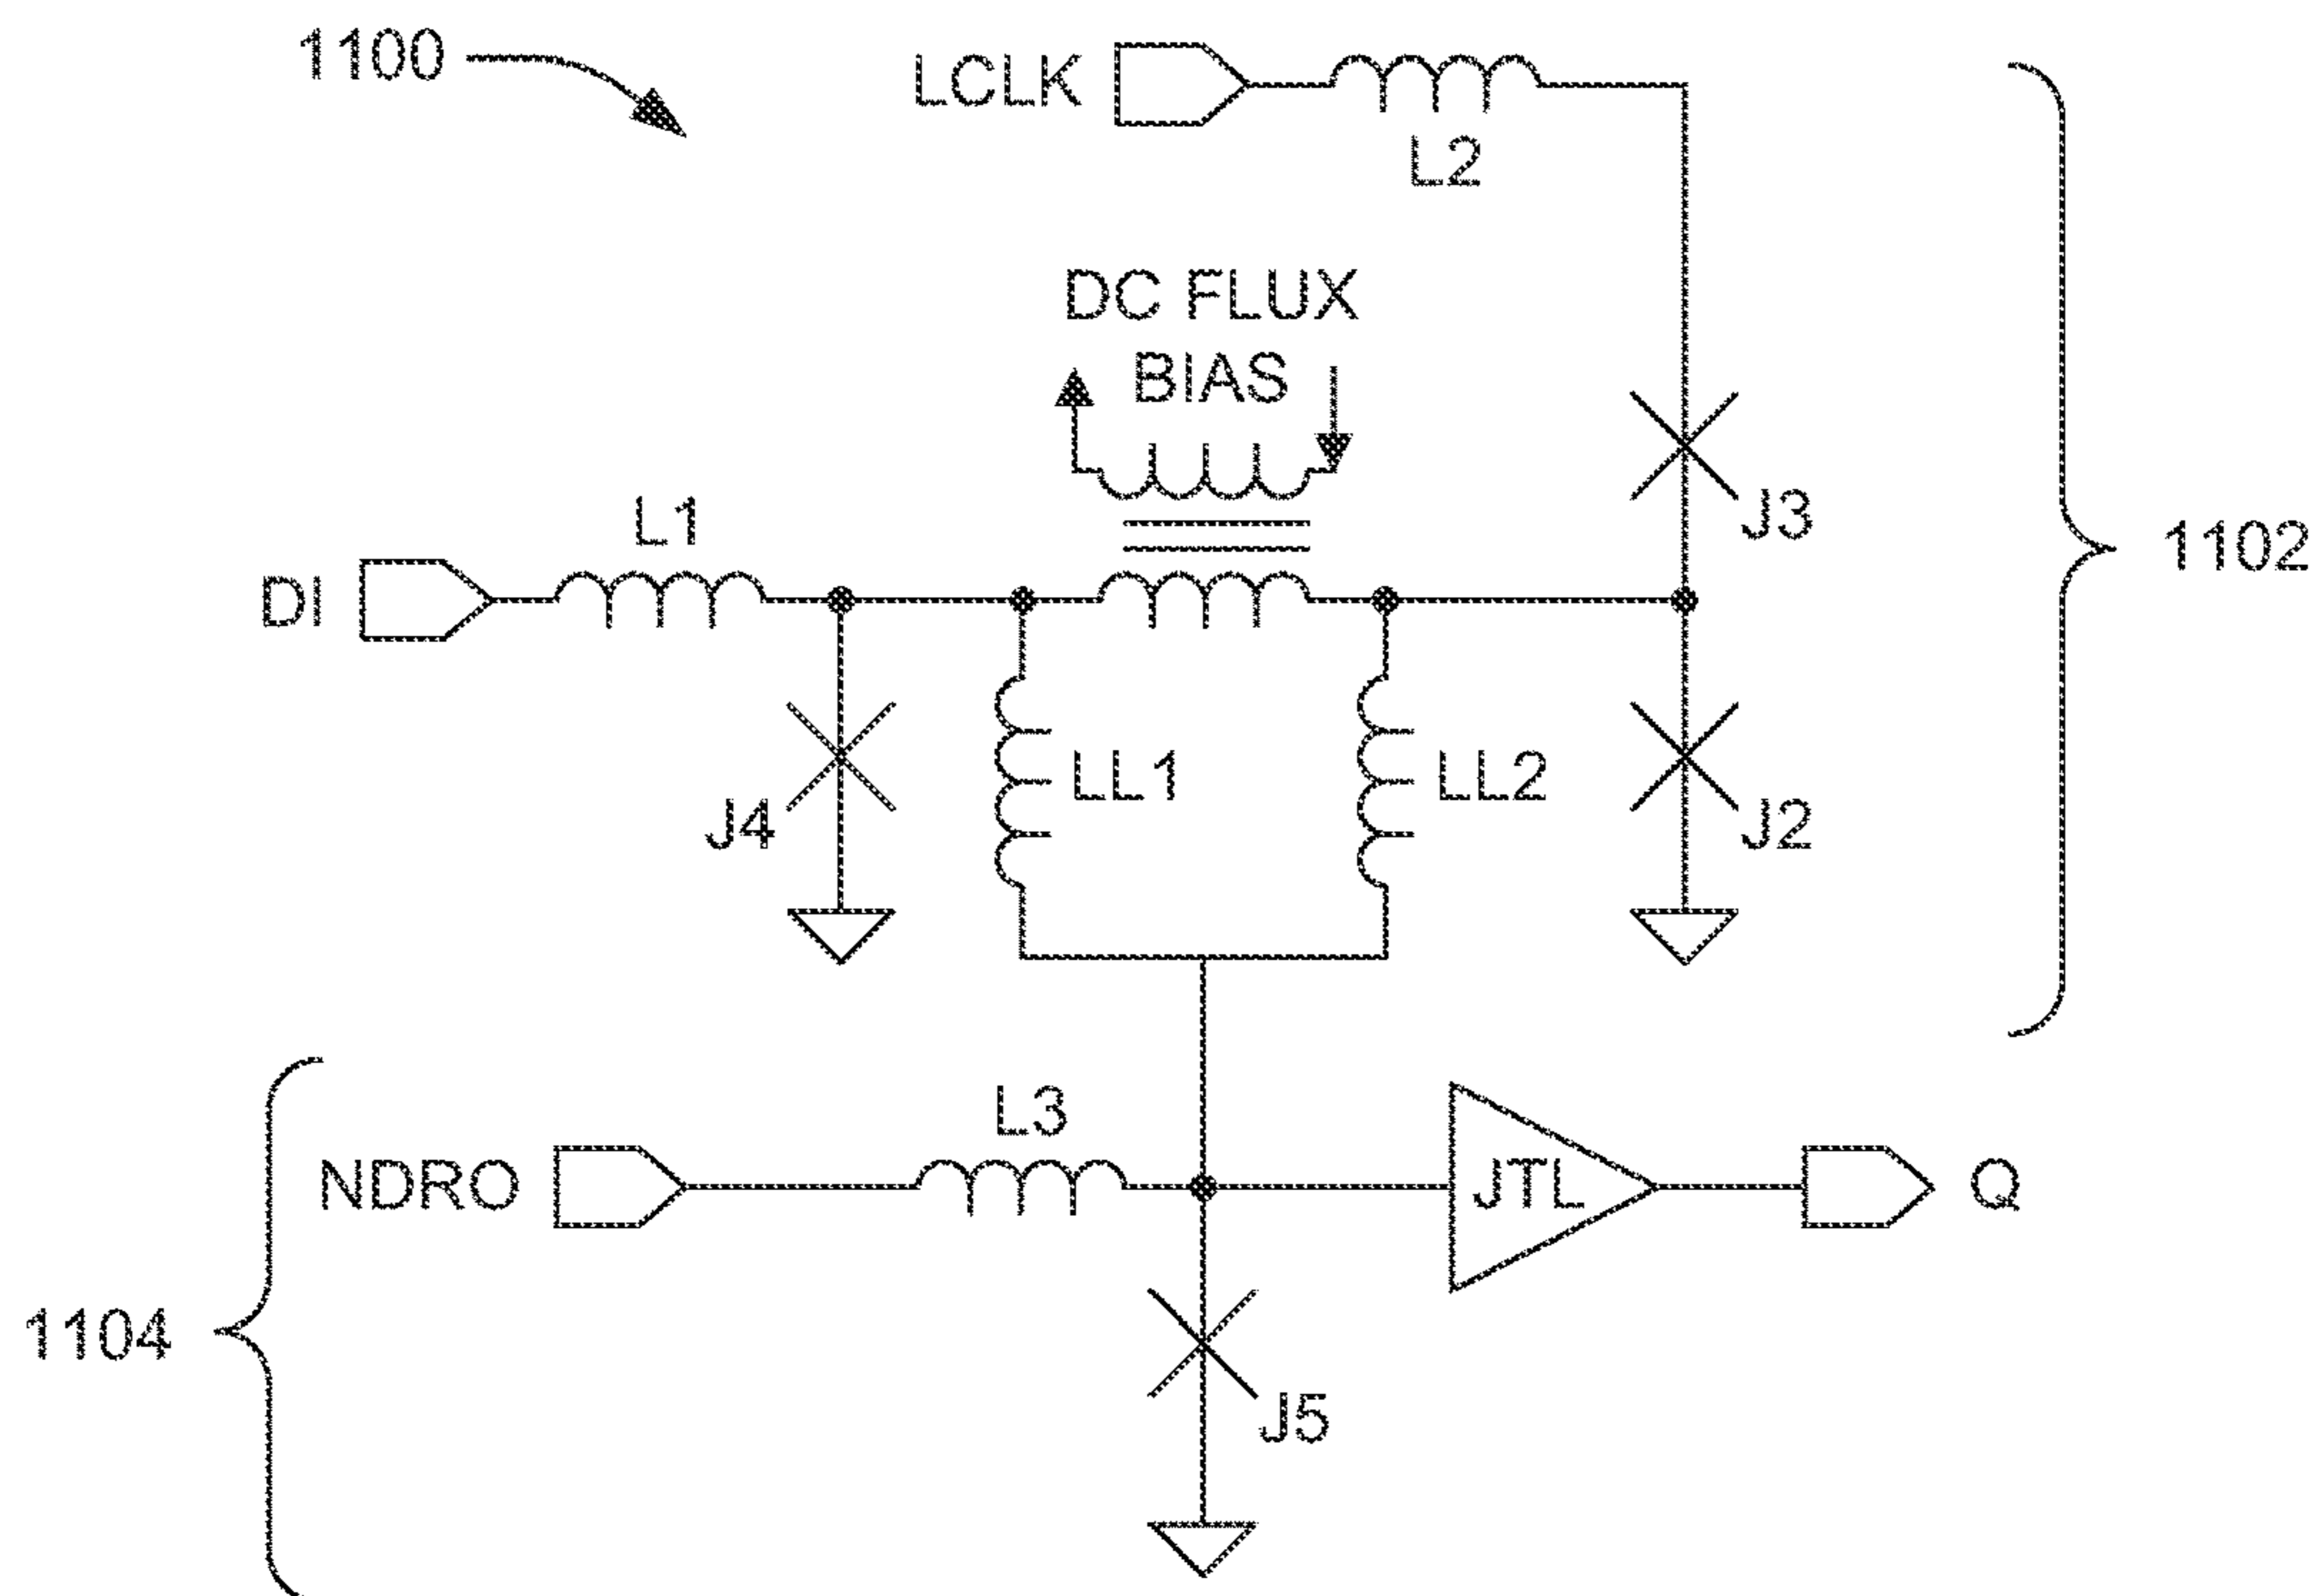 1100
LCLK
L2
DC FLUX
BIAS
J3
1102
L1
DI
LL1
LL2
J4
J2
L3
NDRO
JTL
Q
1104
J5